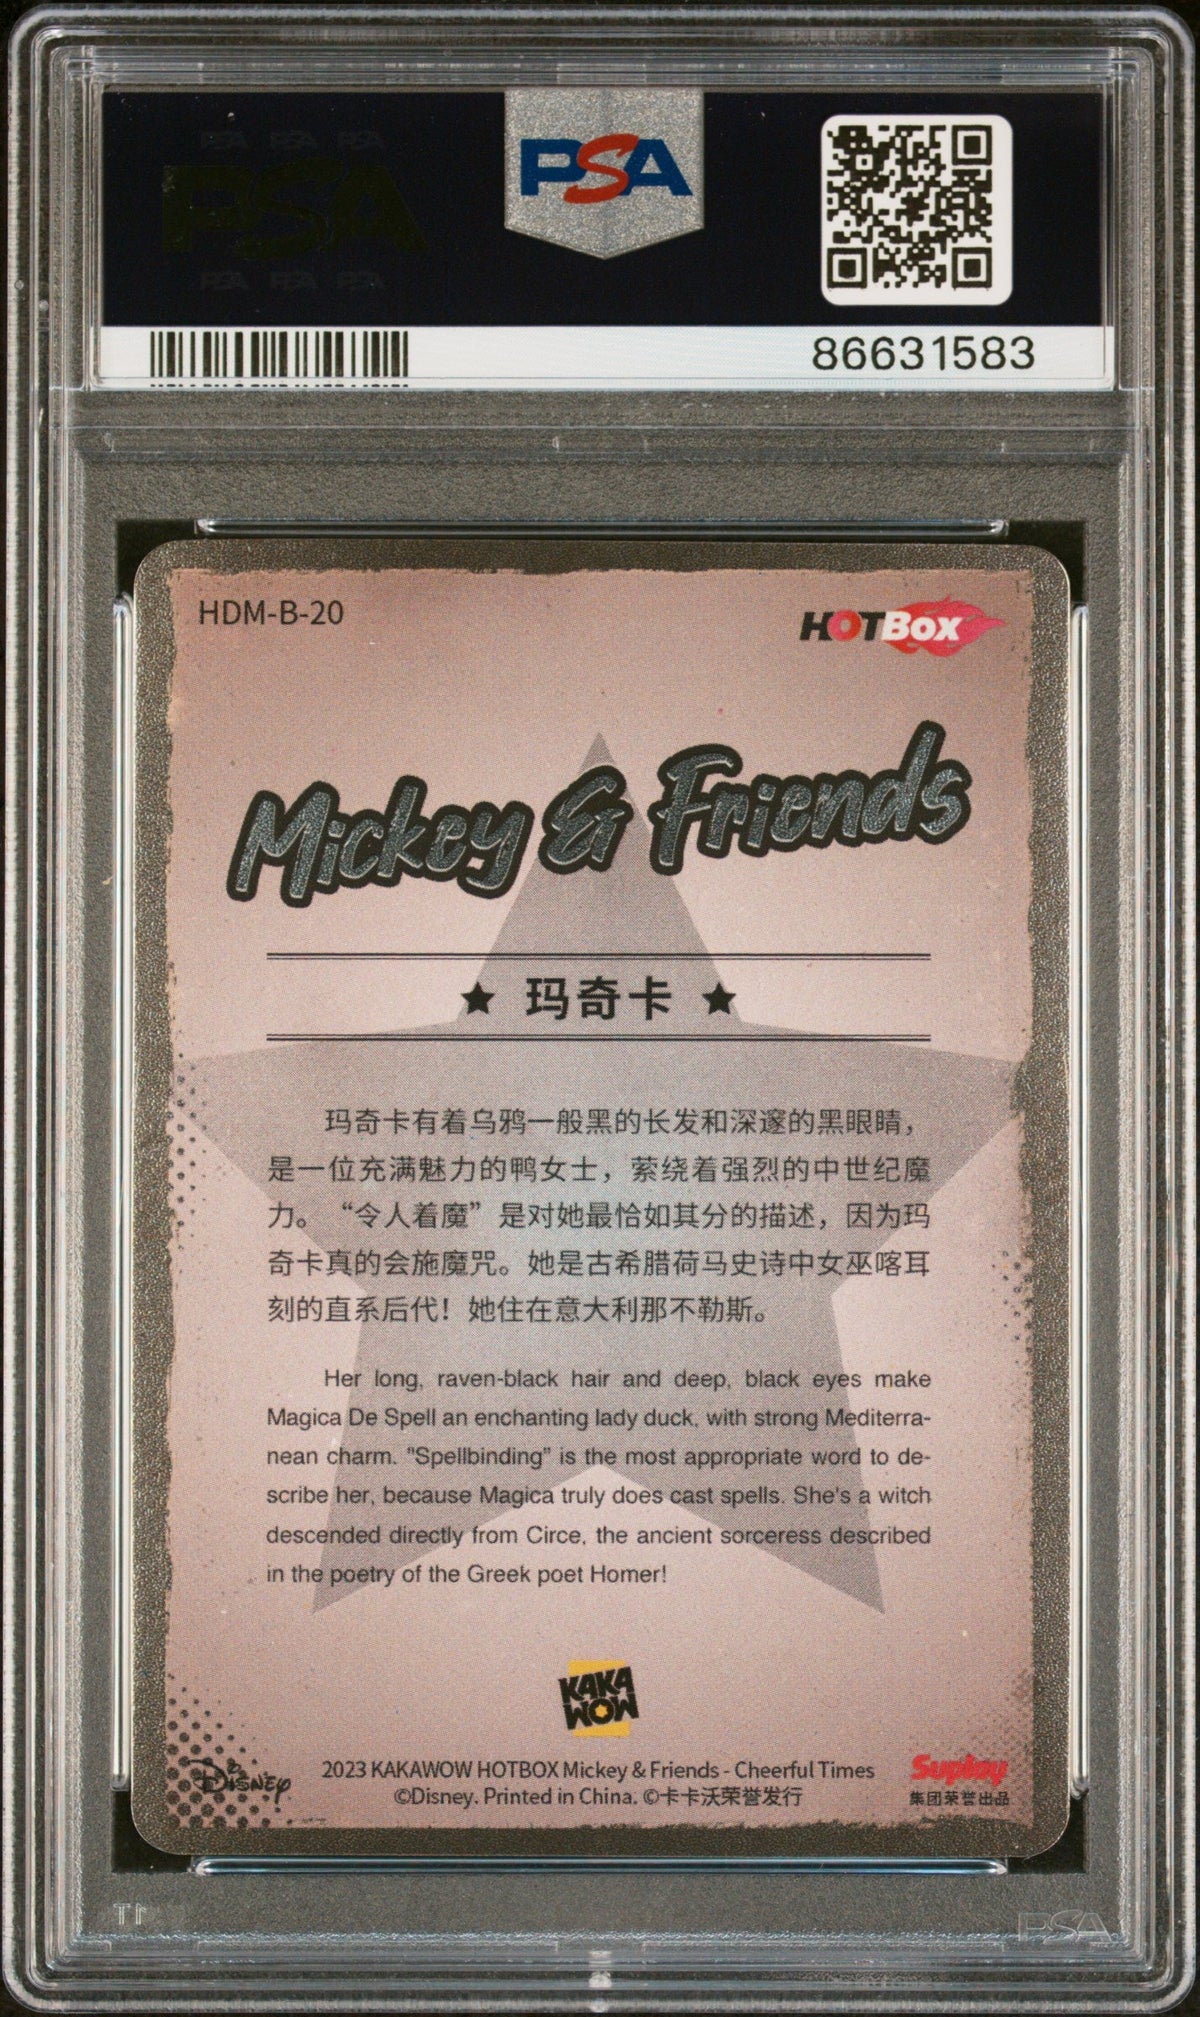 PSA PSA PSA
PSA
PSA PSA PSA
PSA
86631583
HDM-B-20
HOTBox
Mickey & Friends
★ 玛奇卡 ★
玛奇卡有着乌鸦一般黑的长发和深邃的黑眼睛，
是一位充满魅力的鸭女士，萦绕着强烈的中世纪魔
力。“令人着魔”是对她最恰如其分的描述，因为玛
奇卡真的会施魔咒。她是古希腊荷马史诗中女巫喀耳
刻的直系后代！她住在意大利那不勒斯。
Her long, raven-black hair and deep, black eyes make
Magica De Spell an enchanting lady duck, with strong Mediterra-
nean charm. "Spellbinding" is the most appropriate word to de-
scribe her, because Magica truly does cast spells. She's a witch
descended directly from Circe, the ancient sorceress described
in the poetry of the Greek poet Homer!
KAKA
WOW
Disney
2023 KAKAWOW HOTBOX Mickey & Friends - Cheerful Times
©Disney. Printed in China. ©卡卡沃荣誉发行
Suplay
集团荣誉出品
PSA